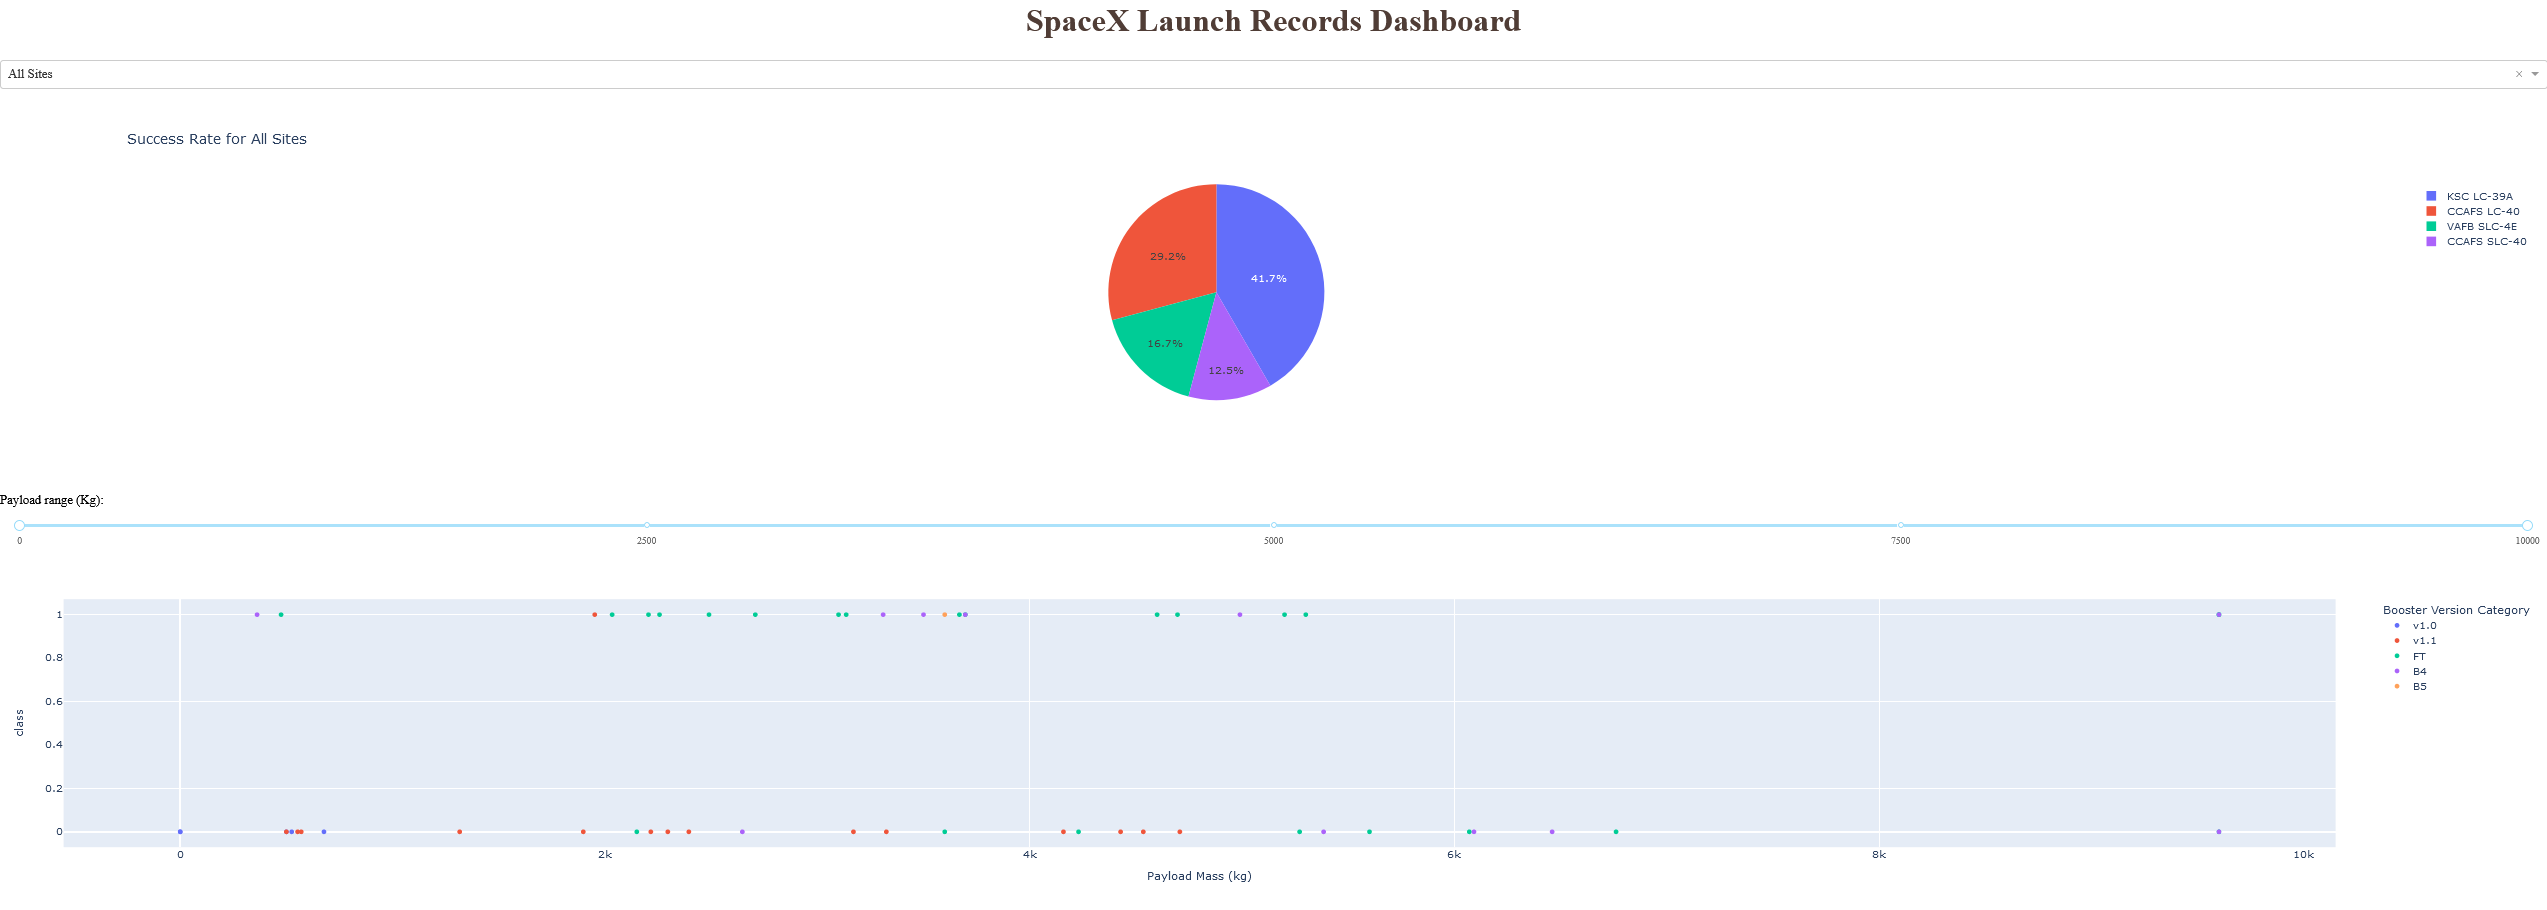 SpaceX Launch Records Dashboard
All Sites
×
Success Rate for All Sites
29.2%
41.7%
16.7%
12.5%
KSC LC-39A
CCAFS LC-40
VAFB SLC-4E
CCAFS SLC-40
Payload range (Kg):
0 2500 5000 7500 10000
class
1
0.8
0.6
0.4
0.2
0
0 2k 4k 6k 8k 10k
Payload Mass (kg)
Booster Version Category
v1.0
v1.1
FT
B4
B5